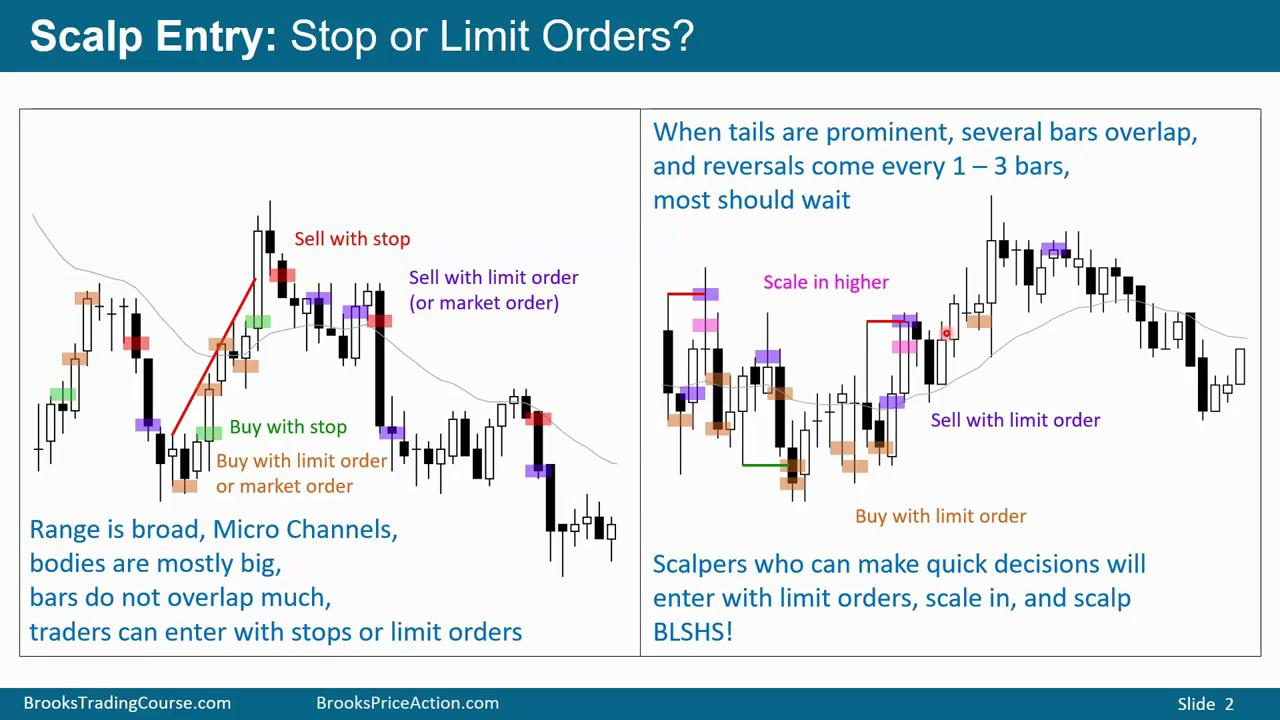 Scalp Entry: Stop or Limit Orders?
Sell with stop
Sell with limit order
(or market order)
Buy with stop
Buy with limit order
or market order
Range is broad, Micro Channels,
bodies are mostly big,
bars do not overlap much,
traders can enter with stops or limit orders
When tails are prominent, several bars overlap,
and reversals come every 1 – 3 bars,
most should wait
Scale in higher
Sell with limit order
Buy with limit order
Scalpers who can make quick decisions will
enter with limit orders, scale in, and scalp
BLSHS!
BrooksTradingCourse.com
BrooksPriceAction.com
Slide 2